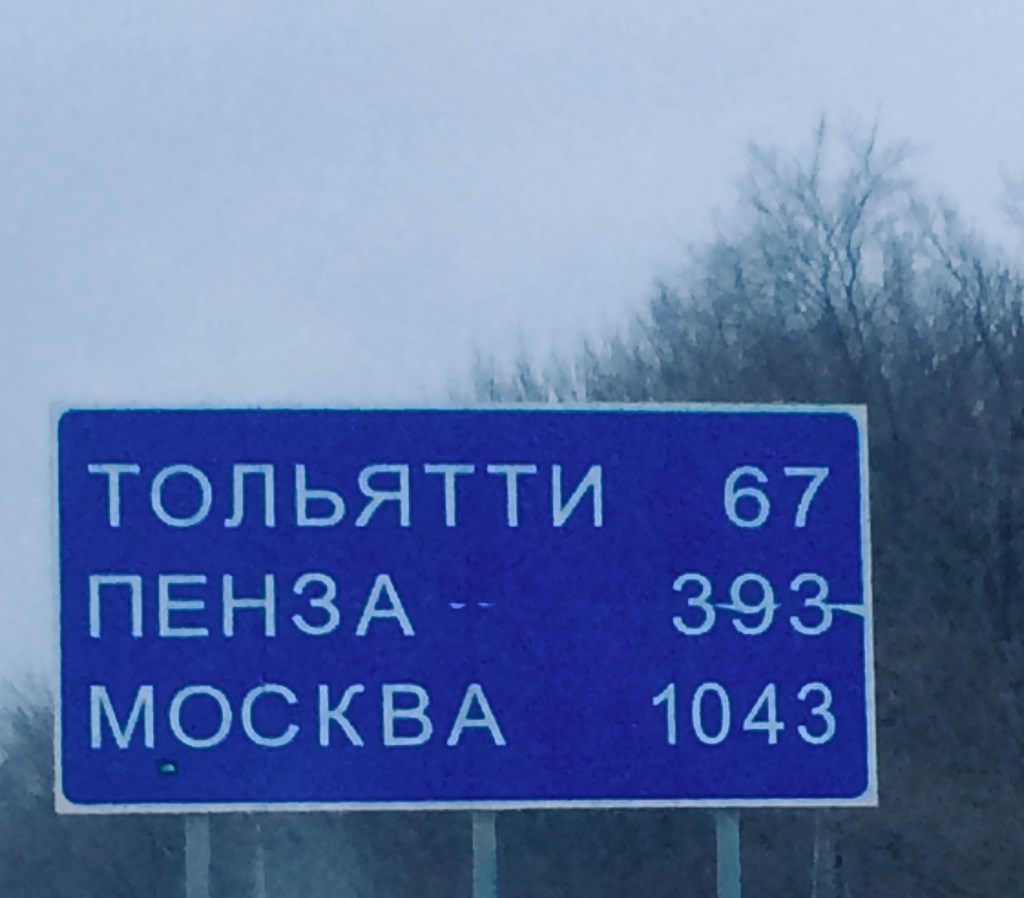 ТОЛЬЯТТИ 67
ПЕНЗА 393
МОСКВА 1043